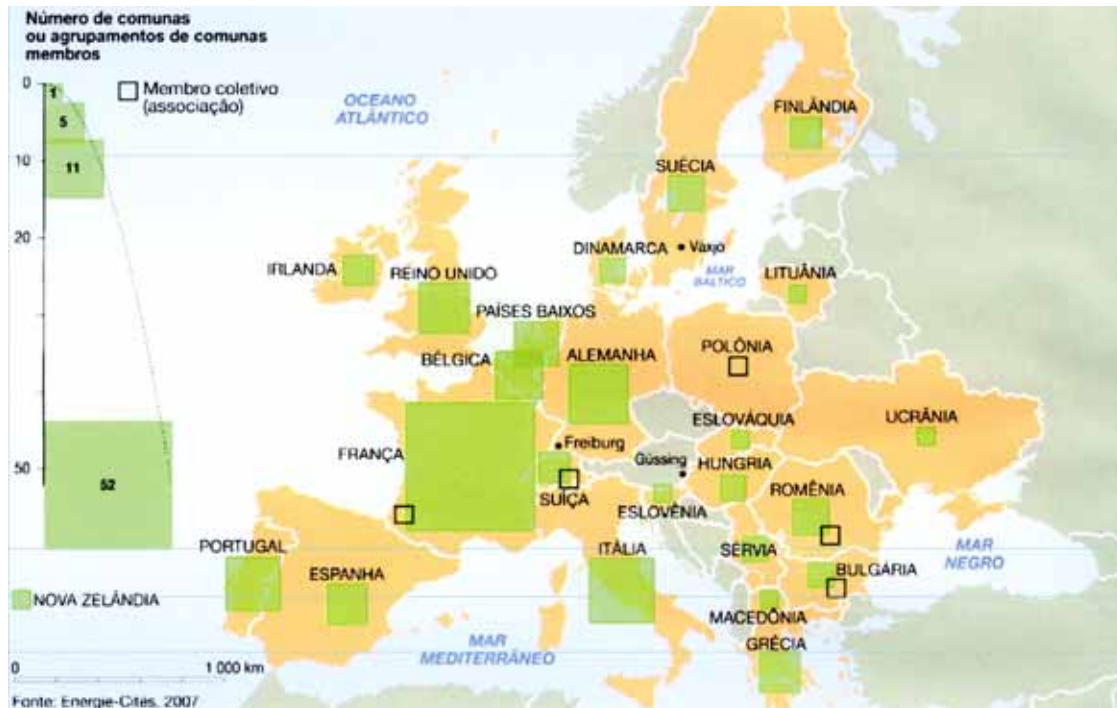 Número de comunas
ou agrupamentos de comunas
membros
0
1
5
10
11
20
50
52
Membro coletivo
(associação)
OCEANO
ATLÂNTICO
FINLÂNDIA
SUÉCIA
DINAMARCA
Växjö
MAR
BÁLTICO
LITUÂNIA
IRLANDA
REINO UNIDO
PAÍSES BAIXOS
BÉLGICA
ALEMANHA
POLÔNIA
ESLOVÁQUIA
UCRÂNIA
FRANÇA
Freiburg
Güssing
HUNGRIA
SUÍÇA
ESLOVÊNIA
ROMÊNIA
PORTUGAL
ESPANHA
ITÁLIA
SÉRVIA
MAR
NEGRO
BULGÁRIA
NOVA ZELÂNDIA
MACEDÔNIA
GRÉCIA
MAR
MEDITERRÂNEO
0
1 000 km
Fonte: Energie-Cités, 2007